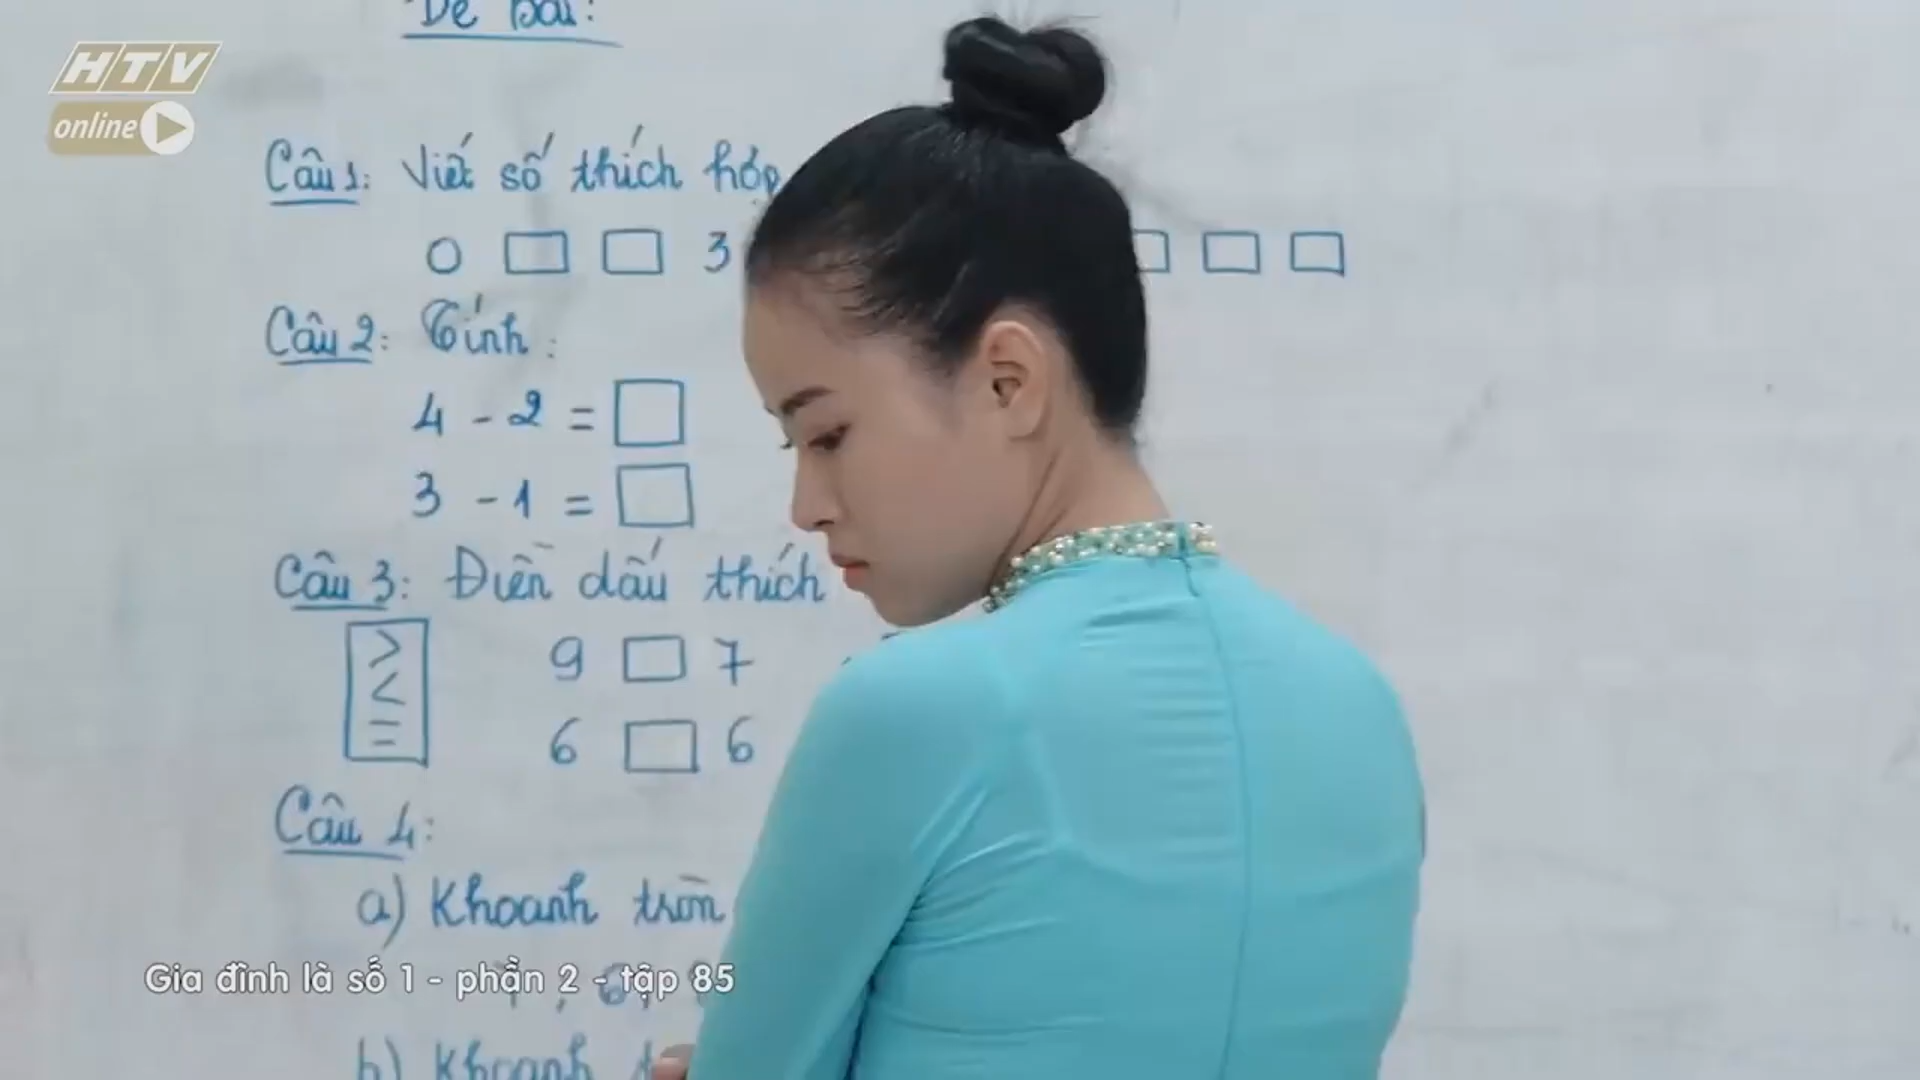 Đề bài:
HTV
online
Câu 1: Viết số thích hợp
0 3
Câu 2: Tính:
4 - 2 =
3 - 1 =
Câu 3: Điền dấu thích
> 9 7
<
= 6 6
Câu 4:
a) Khoanh tròn
Gia đình là số 1 - phần 2 - tập 85
b) Khoanh